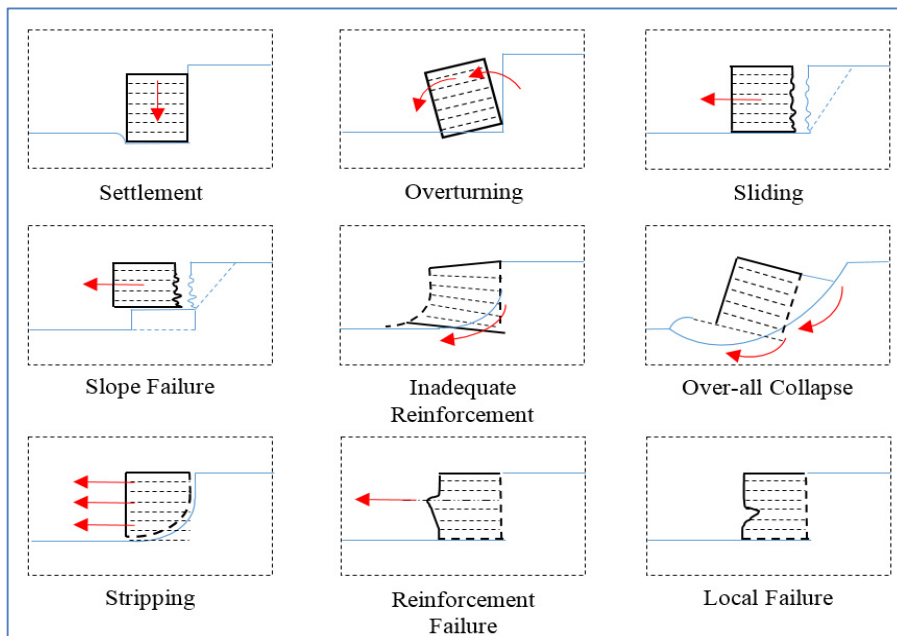 Settlement
Overturning
Sliding
Slope Failure
Inadequate
Reinforcement
Over-all Collapse
Stripping
Reinforcement
Failure
Local Failure